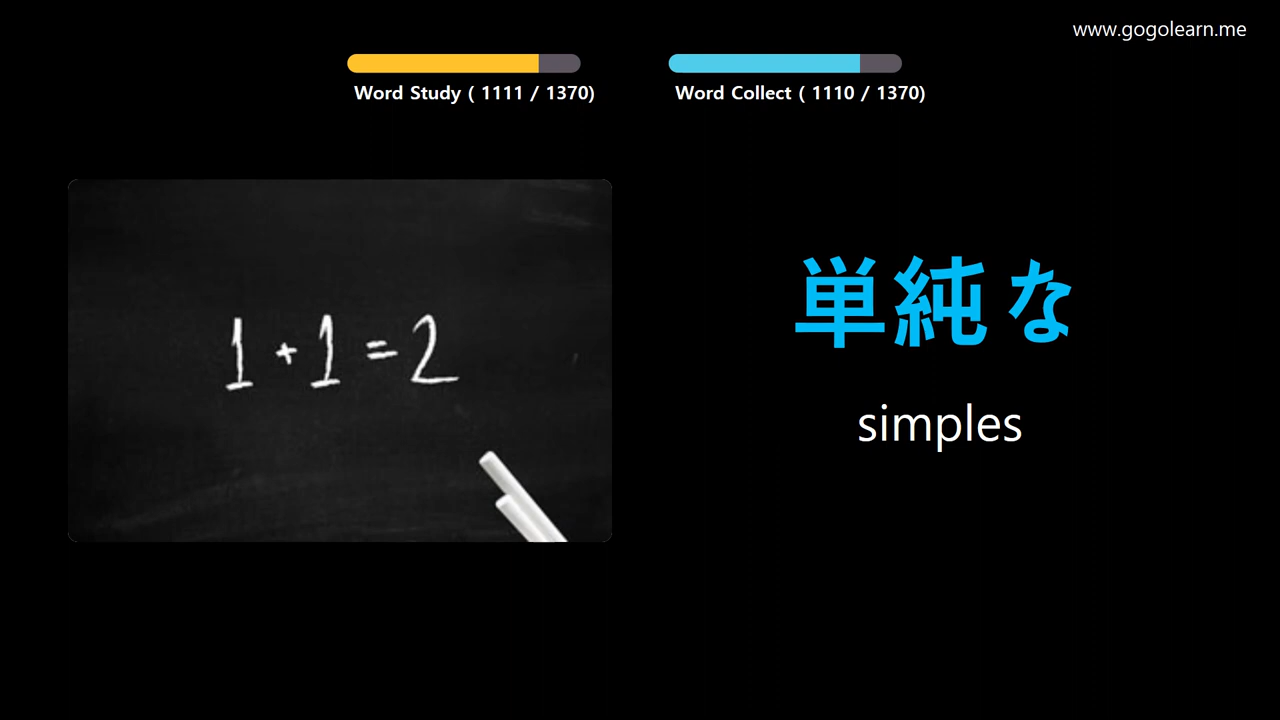 www.gogolearn.me
Word Study ( 1111 / 1370)
Word Collect ( 1110 / 1370)
1 + 1 = 2
単純な
simples